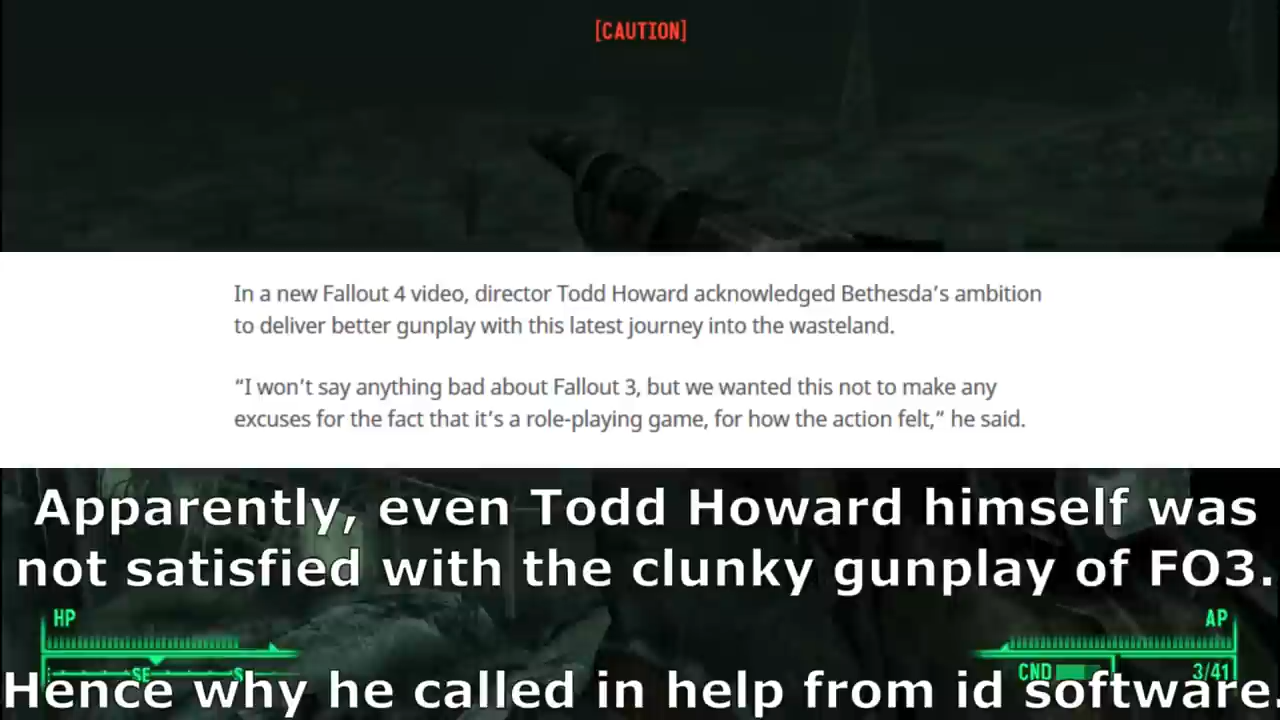 [CAUTION]
In a new Fallout 4 video, director Todd Howard acknowledged Bethesda’s ambition
to deliver better gunplay with this latest journey into the wasteland.
“I won’t say anything bad about Fallout 3, but we wanted this not to make any
excuses for the fact that it’s a role-playing game, for how the action felt,” he said.
Apparently, even Todd Howard himself was
not satisfied with the clunky gunplay of FO3.
HP
AP
SE S
CND 3/41
Hence why he called in help from id software.